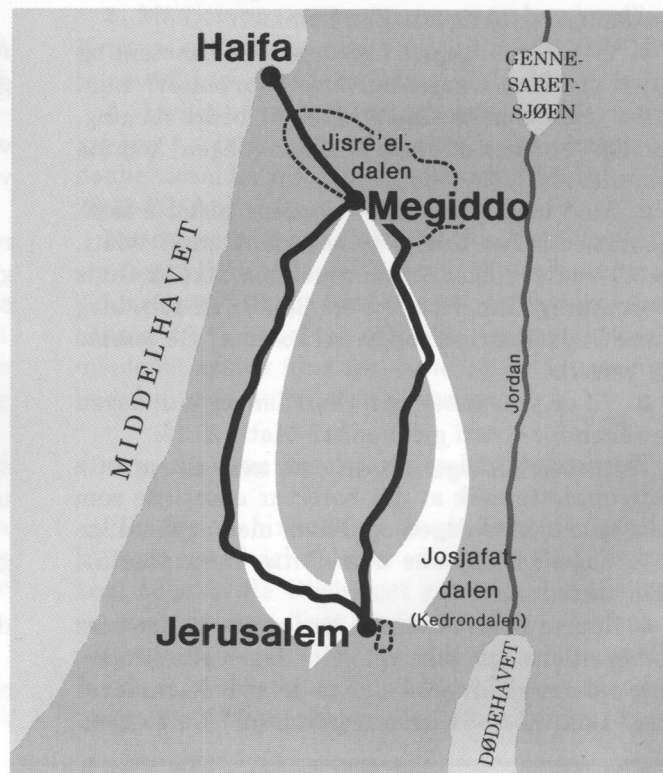 Haifa
GENNE-
SARET-
SJØEN
Jisre'el-
dalen
Megiddo
MIDDELHAVET
Jordan
Josjafat-
dalen
(Kedrondalen)
Jerusalem
DØDEHAVET